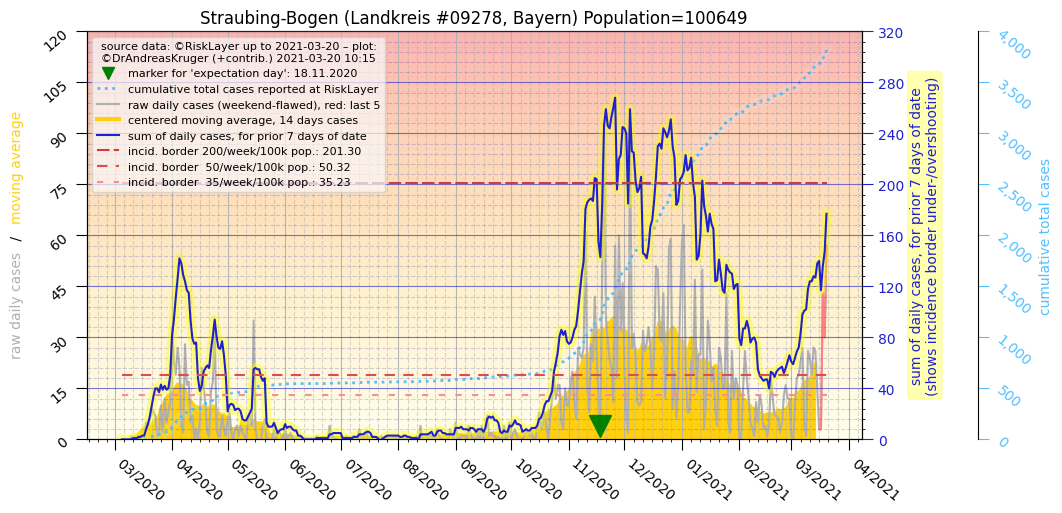 Straubing-Bogen (Landkreis #09278, Bayern) Population=100649
source data: ©RiskLayer up to 2021-03-20 – plot:
©DrAndreasKruger (+contrib.) 2021-03-20 10:15
marker for 'expectation day': 18.11.2020
cumulative total cases reported at RiskLayer
raw daily cases (weekend-flawed), red: last 5
centered moving average, 14 days cases
sum of daily cases, for prior 7 days of date
incid. border 200/week/100k pop.: 201.30
incid. border  50/week/100k pop.: 50.32
incid. border  35/week/100k pop.: 35.23
raw daily cases / moving average
120
105
90
75
60
45
30
15
0
03/2020
04/2020
05/2020
06/2020
07/2020
08/2020
09/2020
10/2020
11/2020
12/2020
01/2021
02/2021
03/2021
04/2021
320
280
240
200
160
120
80
40
0
sum of daily cases, for prior 7 days of date
(shows incidence border under-/overshooting)
4,000
3,500
3,000
2,500
2,000
1,500
1,000
500
0
cumulative total cases